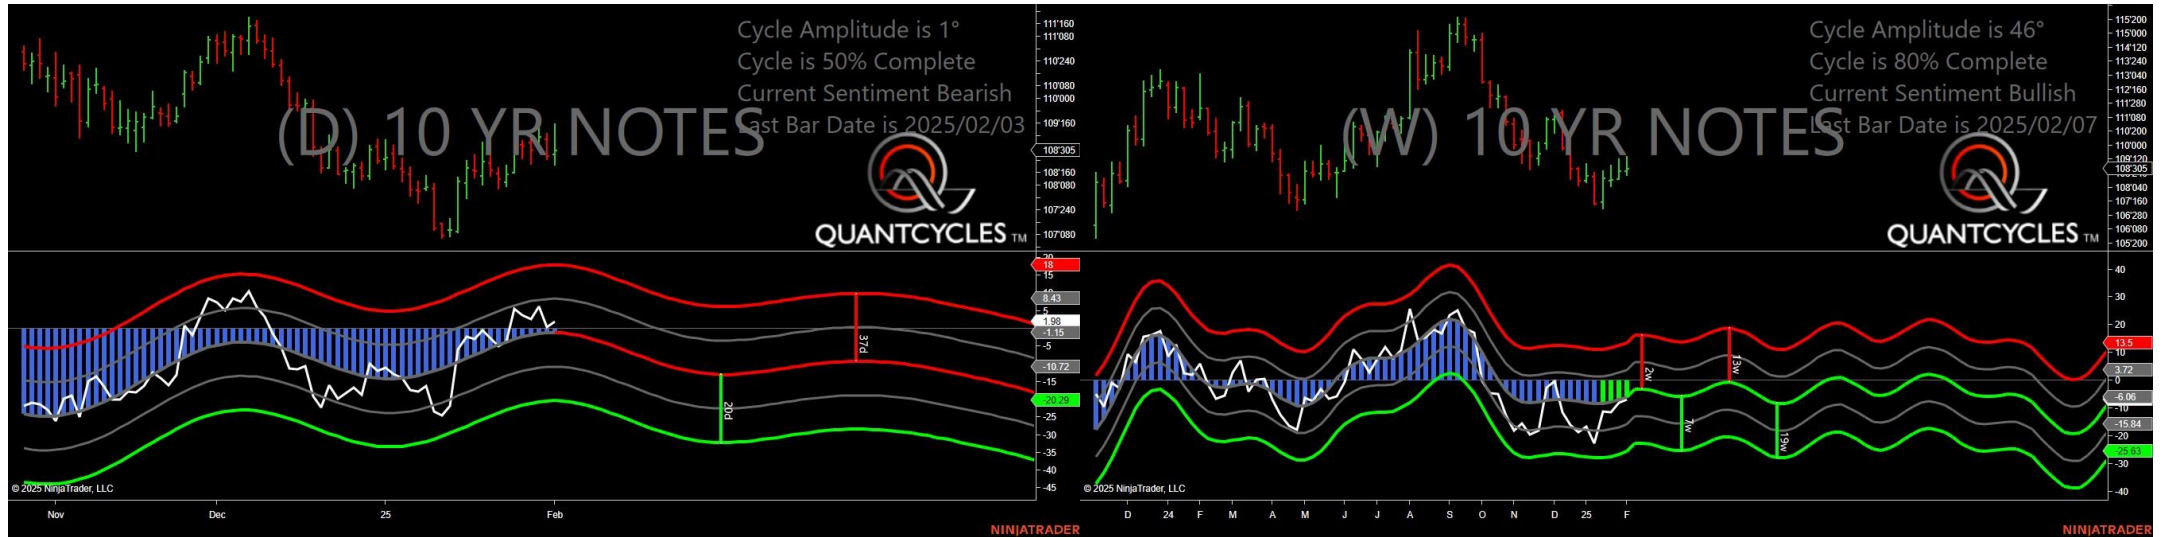 Cycle Amplitude is 1°
Cycle is 50% Complete
Current Sentiment Bearish
Last Bar Date is 2025/02/03
(D) 10 YR NOTES
QUANTCYCLES TM
111'160
111'080
110'240
110'080
110'000
109'160
108'305
108'160
108'080
107'240
107'080
20
18
15
8.43
5
1.98
-1.15
-5
-10.72
-15
-20.29
-25
-30
-35
-40
-45
37d
20d
© 2025 NinjaTrader, LLC
Nov
Dec
25
Feb
NINJATRADER
Cycle Amplitude is 46°
Cycle is 80% Complete
Current Sentiment Bullish
Last Bar Date is 2025/02/07
(W) 10 YR NOTES
QUANTCYCLES TM
115'200
115'000
114'120
113'240
113'040
112'160
111'280
111'080
110'200
110'000
109'120
108'305
108'040
107'160
106'280
106'080
105'200
40
30
20
13.5
10
3.72
0
-6.06
-10
-15.84
-20
-25.63
-30
-40
2w
13w
7w
19w
© 2025 NinjaTrader, LLC
D 24 F M A M J J A S O N D 25 F
NINJATRADER